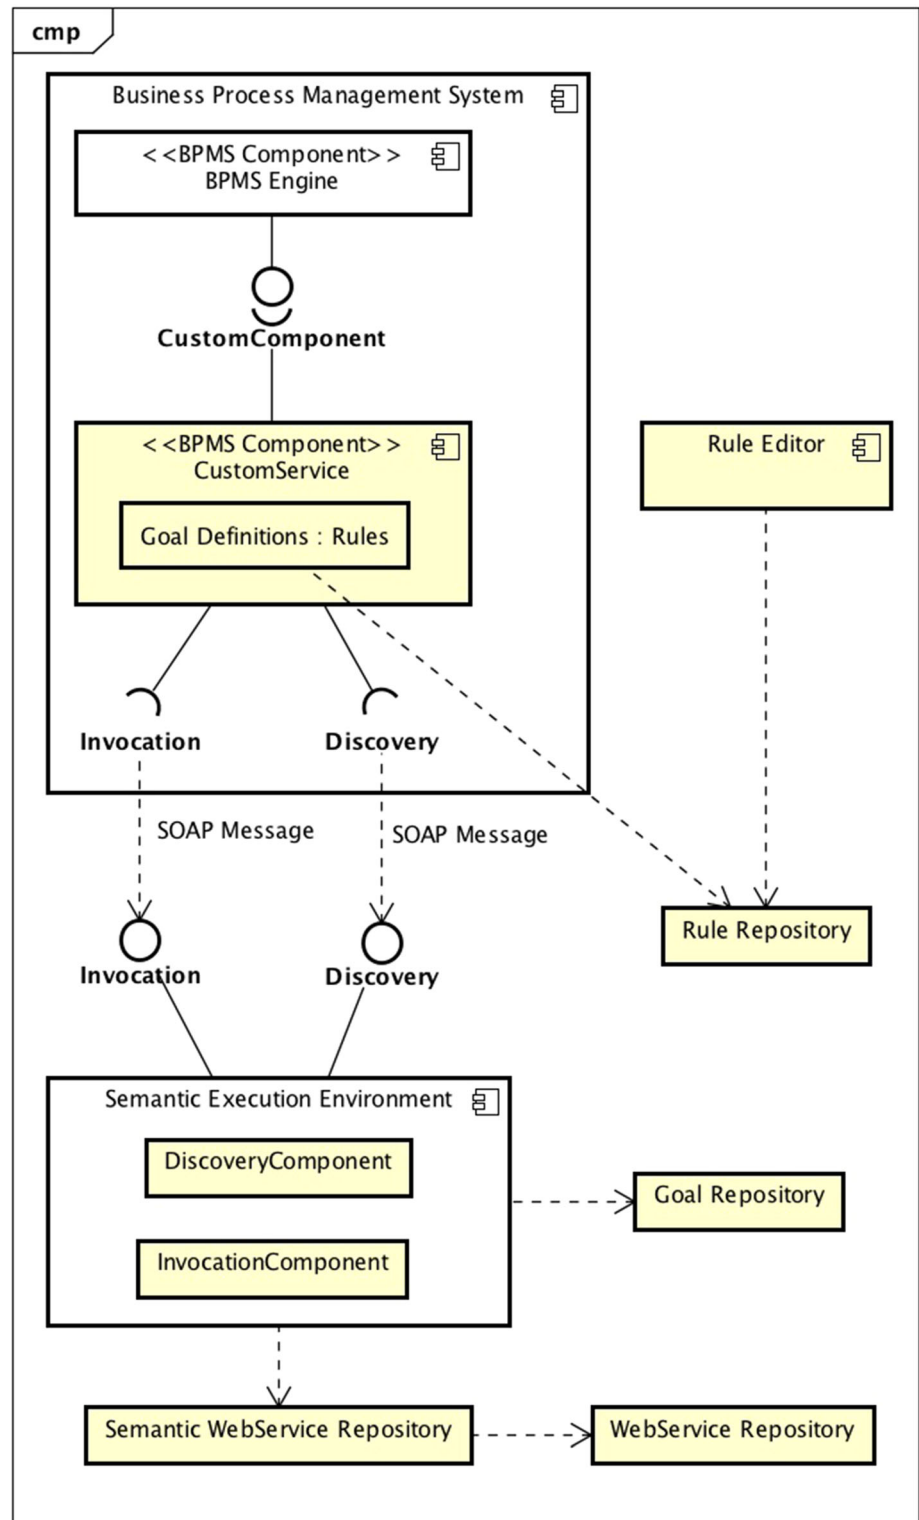 cmp
Business Process Management System
<<BPMS Component>>
BPMS Engine
CustomComponent
<<BPMS Component>>
CustomService
Goal Definitions : Rules
Rule Editor
Invocation
Discovery
SOAP Message
SOAP Message
Rule Repository
Invocation
Discovery
Semantic Execution Environment
DiscoveryComponent
Goal Repository
InvocationComponent
Semantic WebService Repository
WebService Repository